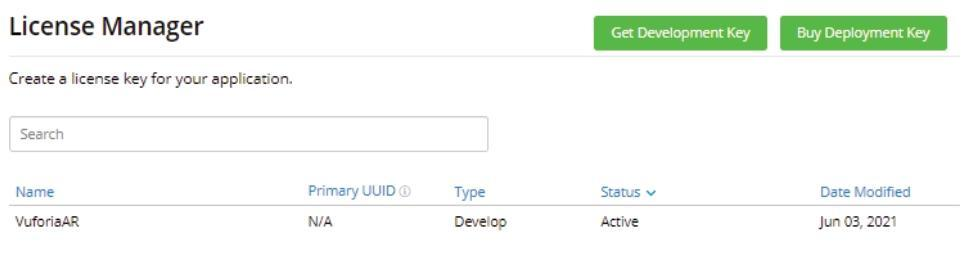 License Manager
Get Development Key
Buy Deployment Key
Create a license key for your application.
Search
Name Primary UUID ⓘ Type Status Date Modified
VuforiaAR N/A Develop Active Jun 03, 2021